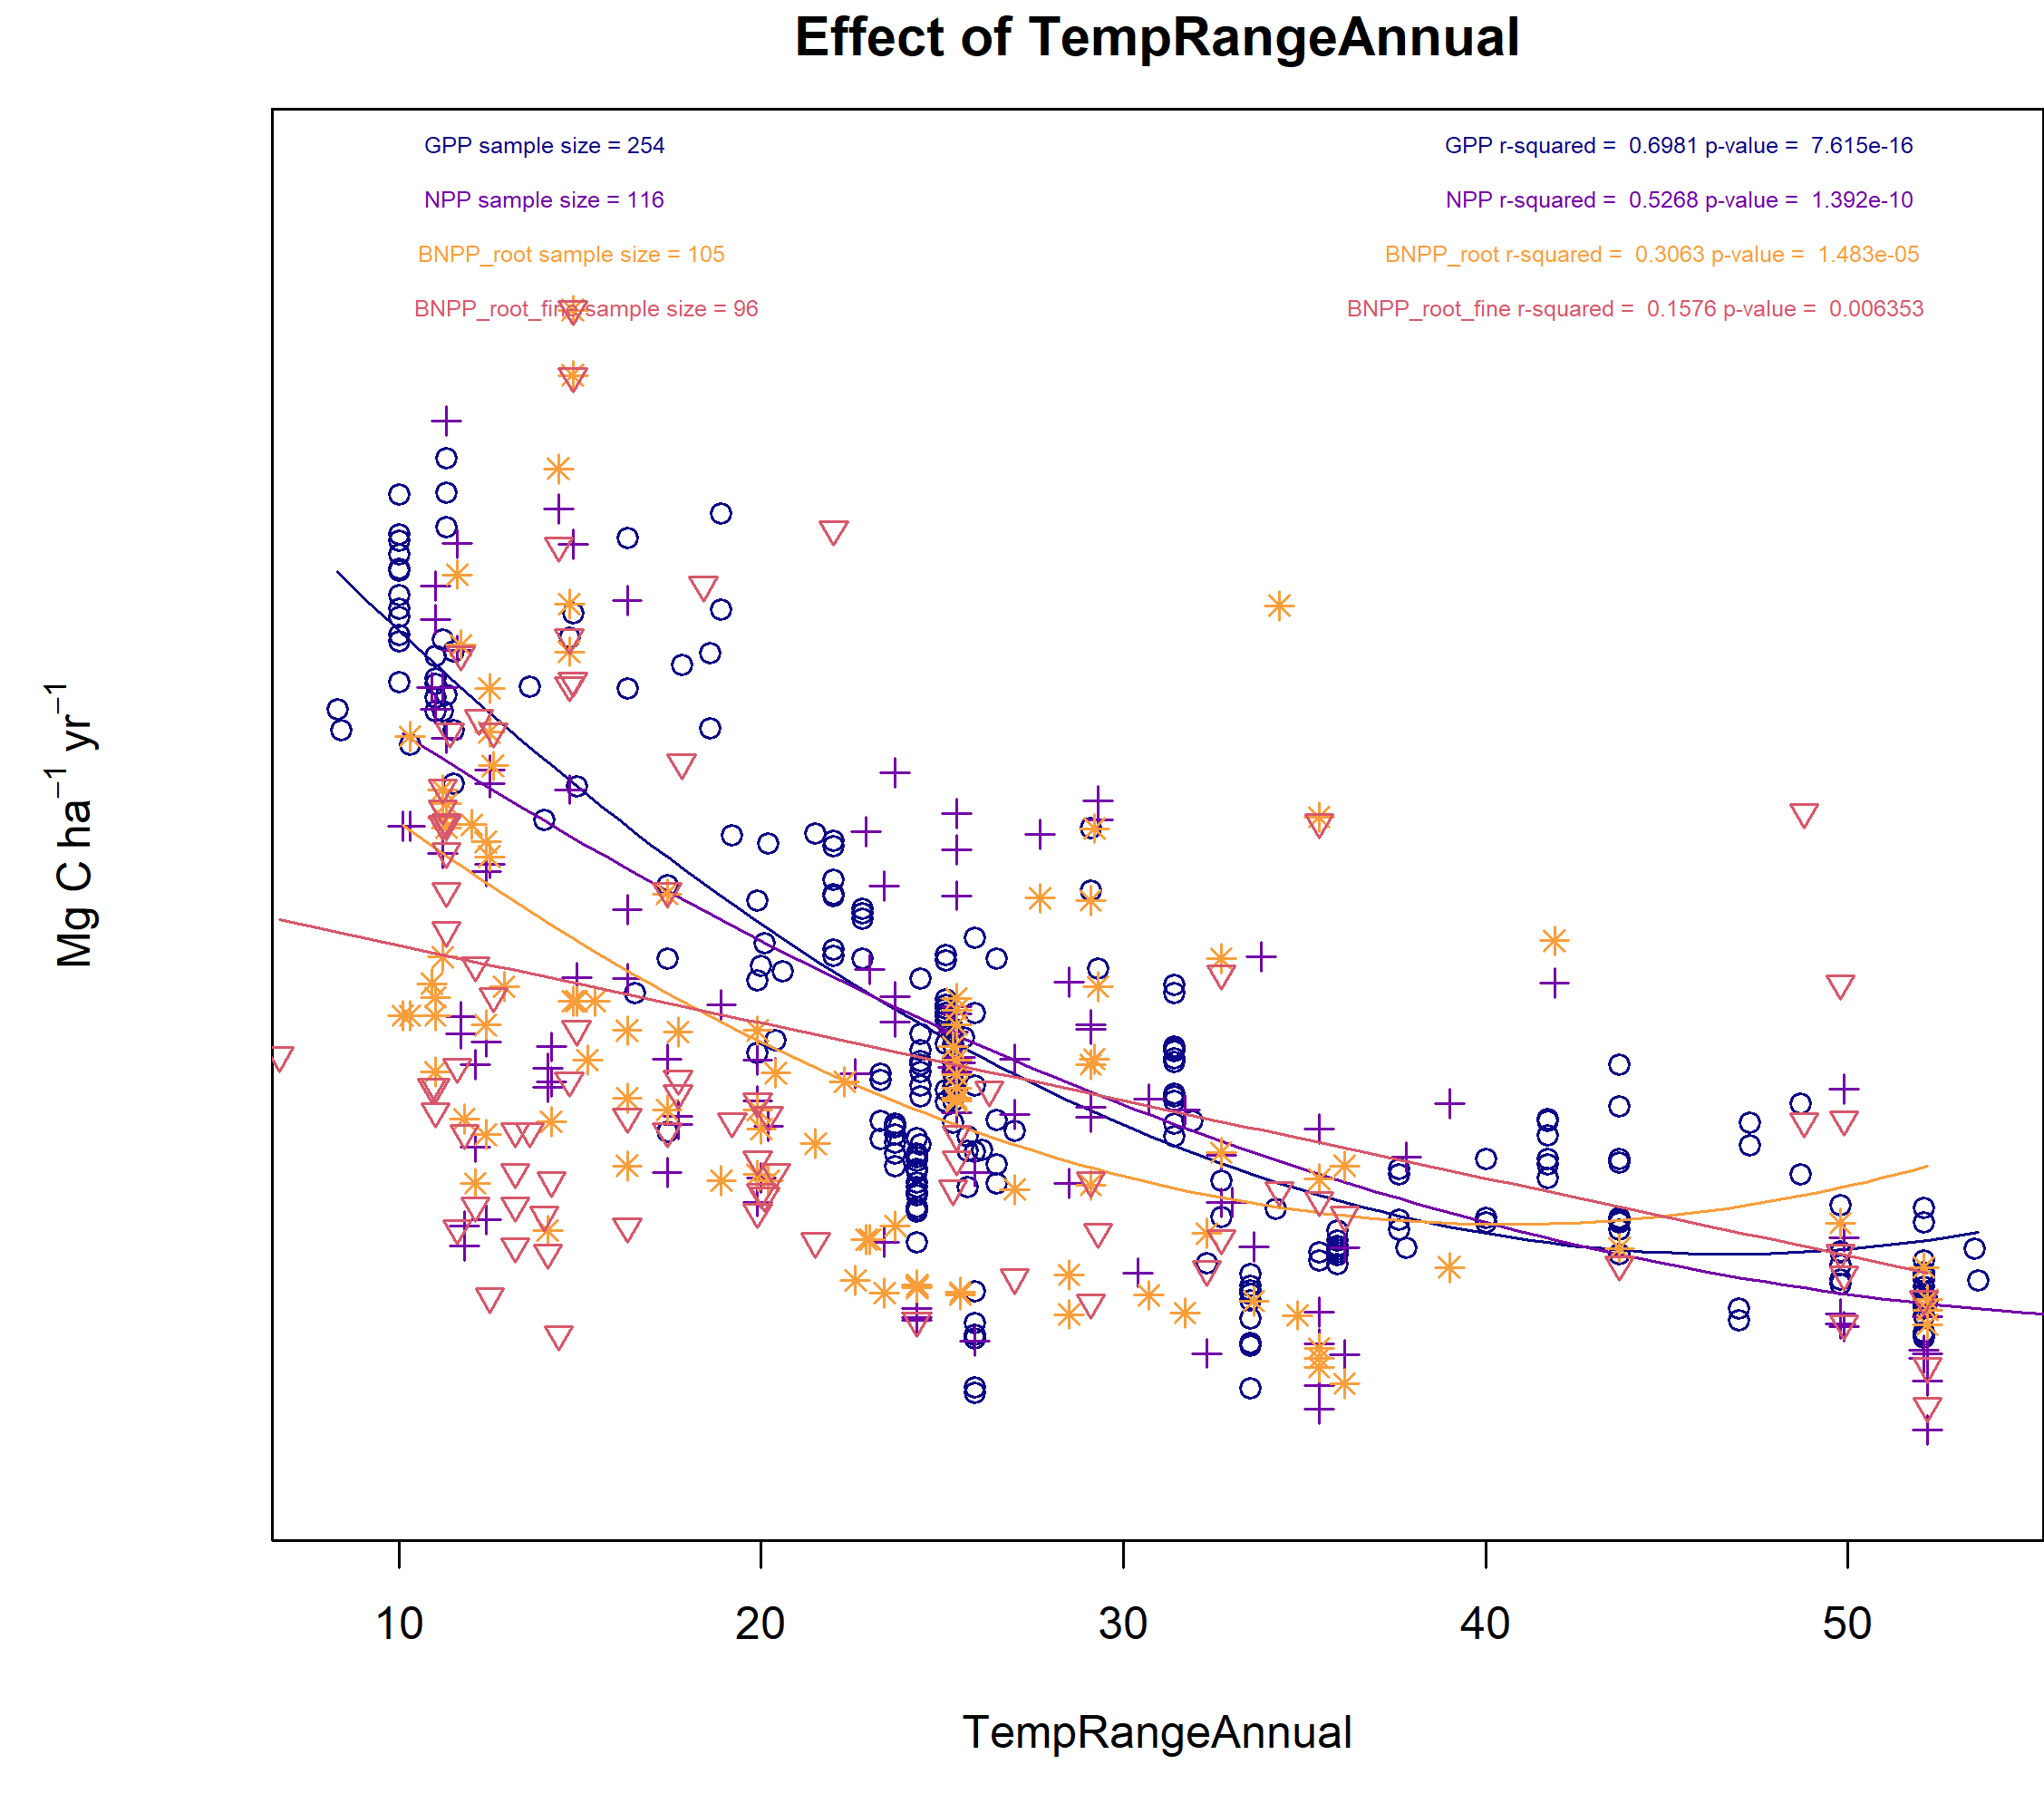 Effect of TempRangeAnnual
GPP sample size = 254
GPP r-squared = 0.6981 p-value = 7.615e-16
NPP sample size = 116
NPP r-squared = 0.5268 p-value = 1.392e-10
BNPP_root sample size = 105
BNPP_root r-squared = 0.3063 p-value = 1.483e-05
BNPP_root_fine sample size = 96
BNPP_root_fine r-squared = 0.1576 p-value = 0.006353
Mg C ha⁻¹ yr⁻¹
10 20 30 40 50
TempRangeAnnual